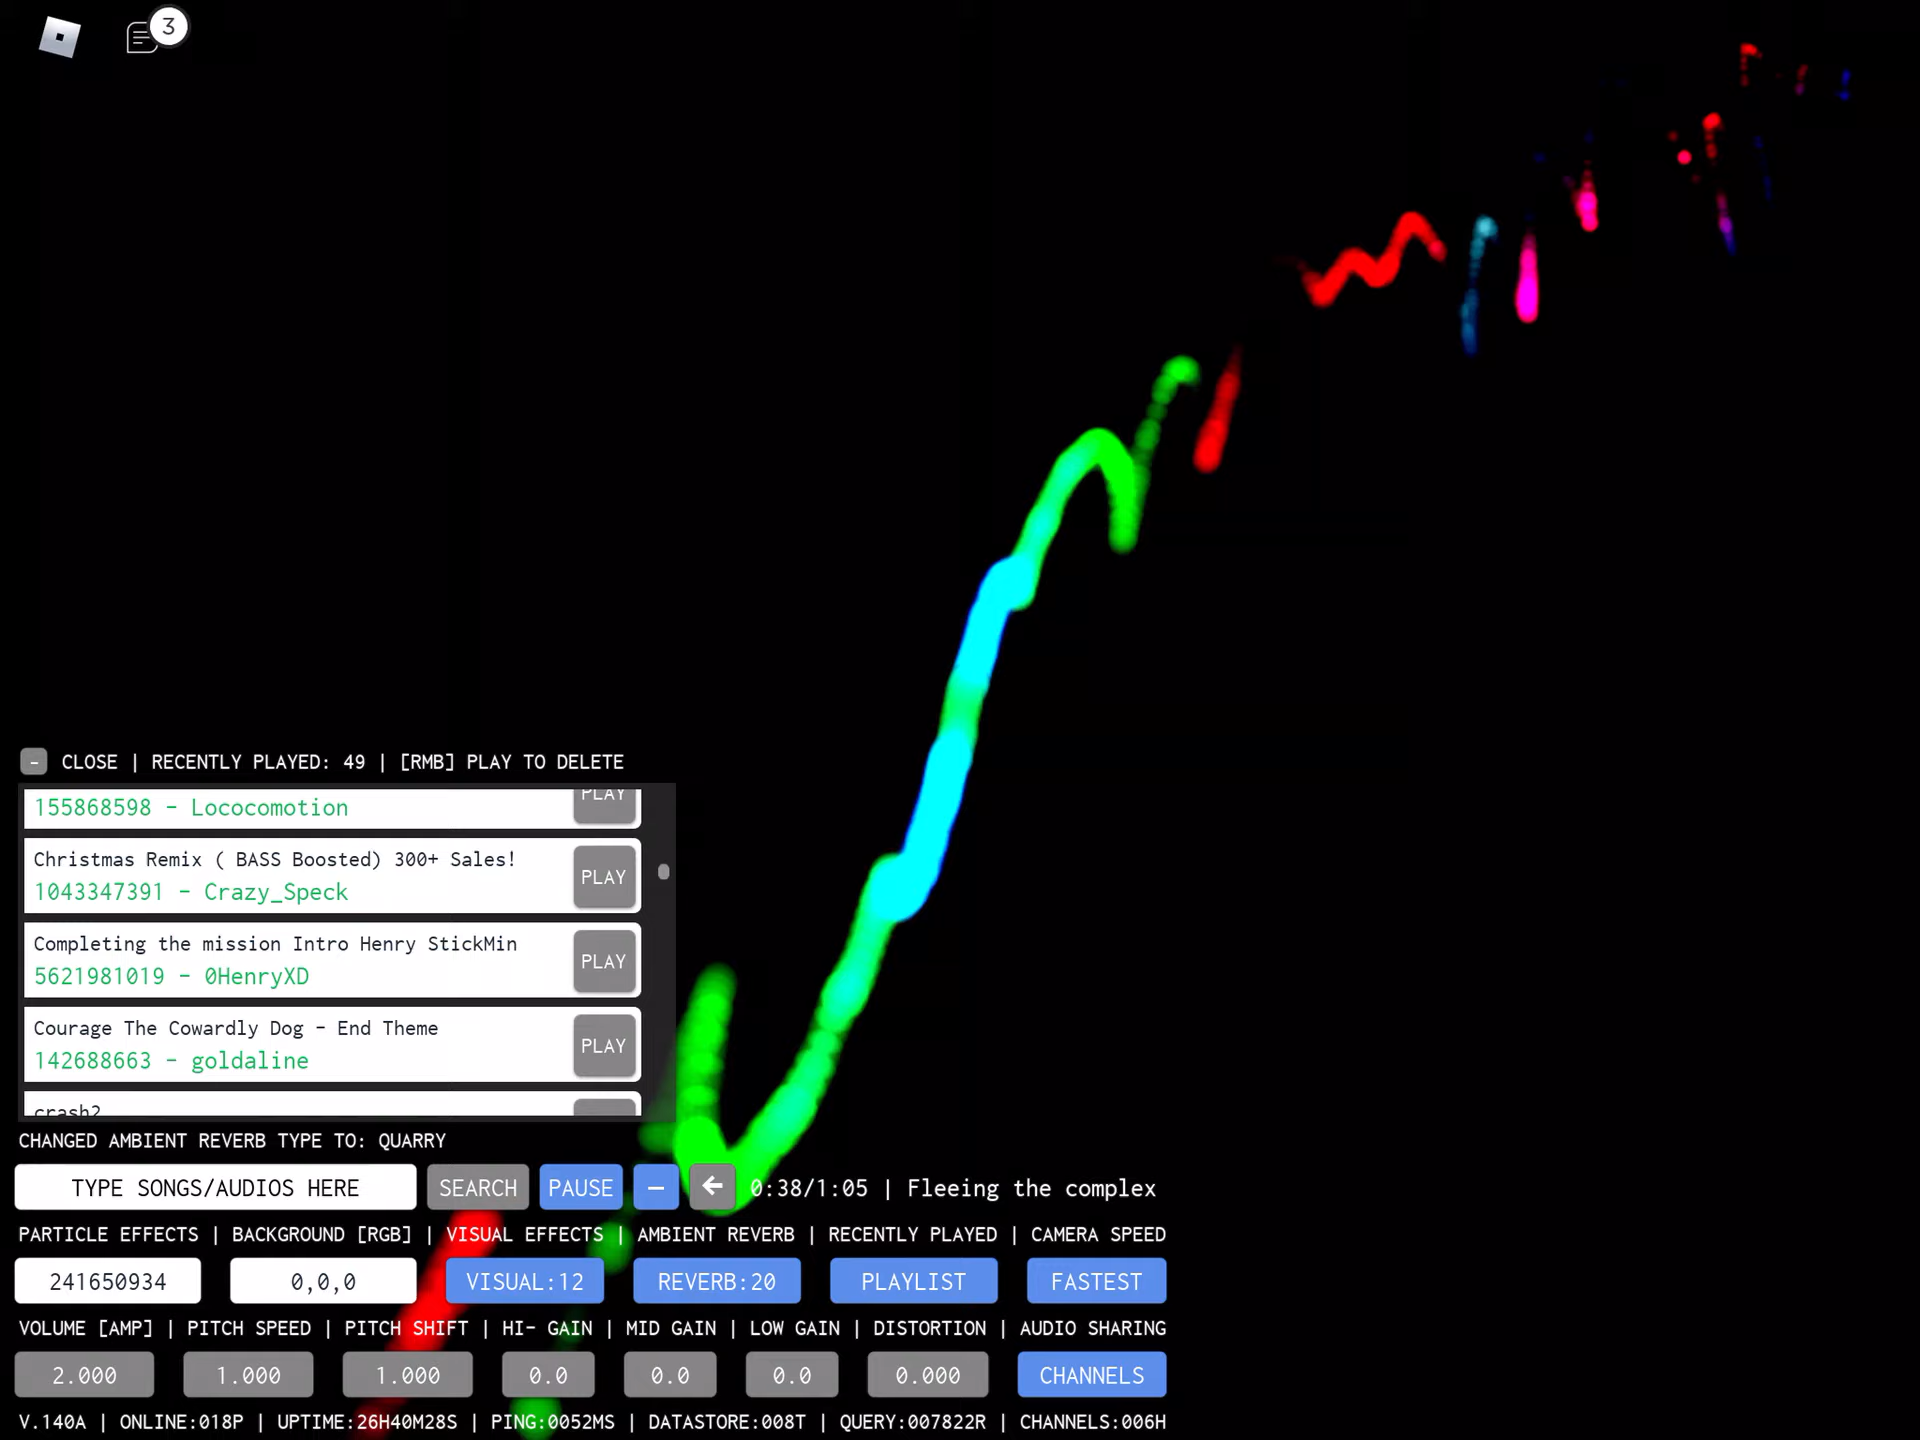 3
- CLOSE | RECENTLY PLAYED: 49 | [RMB] PLAY TO DELETE
155868598 - Lococomotion PLAY
Christmas Remix ( BASS Boosted) 300+ Sales!
1043347391 - Crazy_Speck PLAY
Completing the mission Intro Henry StickMin
5621981019 - 0HenryXD PLAY
Courage The Cowardly Dog - End Theme
142688663 - goldaline PLAY
crash2
CHANGED AMBIENT REVERB TYPE TO: QUARRY
TYPE SONGS/AUDIOS HERE SEARCH PAUSE — ← 0:38/1:05 | Fleeing the complex
PARTICLE EFFECTS | BACKGROUND [RGB] | VISUAL EFFECTS | AMBIENT REVERB | RECENTLY PLAYED | CAMERA SPEED
241650934 0,0,0 VISUAL:12 REVERB:20 PLAYLIST FASTEST
VOLUME [AMP] | PITCH SPEED | PITCH SHIFT | HI- GAIN | MID GAIN | LOW GAIN | DISTORTION | AUDIO SHARING
2.000 1.000 1.000 0.0 0.0 0.0 0.000 CHANNELS
V.140A | ONLINE:018P | UPTIME:26H40M28S | PING:0052MS | DATASTORE:008T | QUERY:007822R | CHANNELS:006H